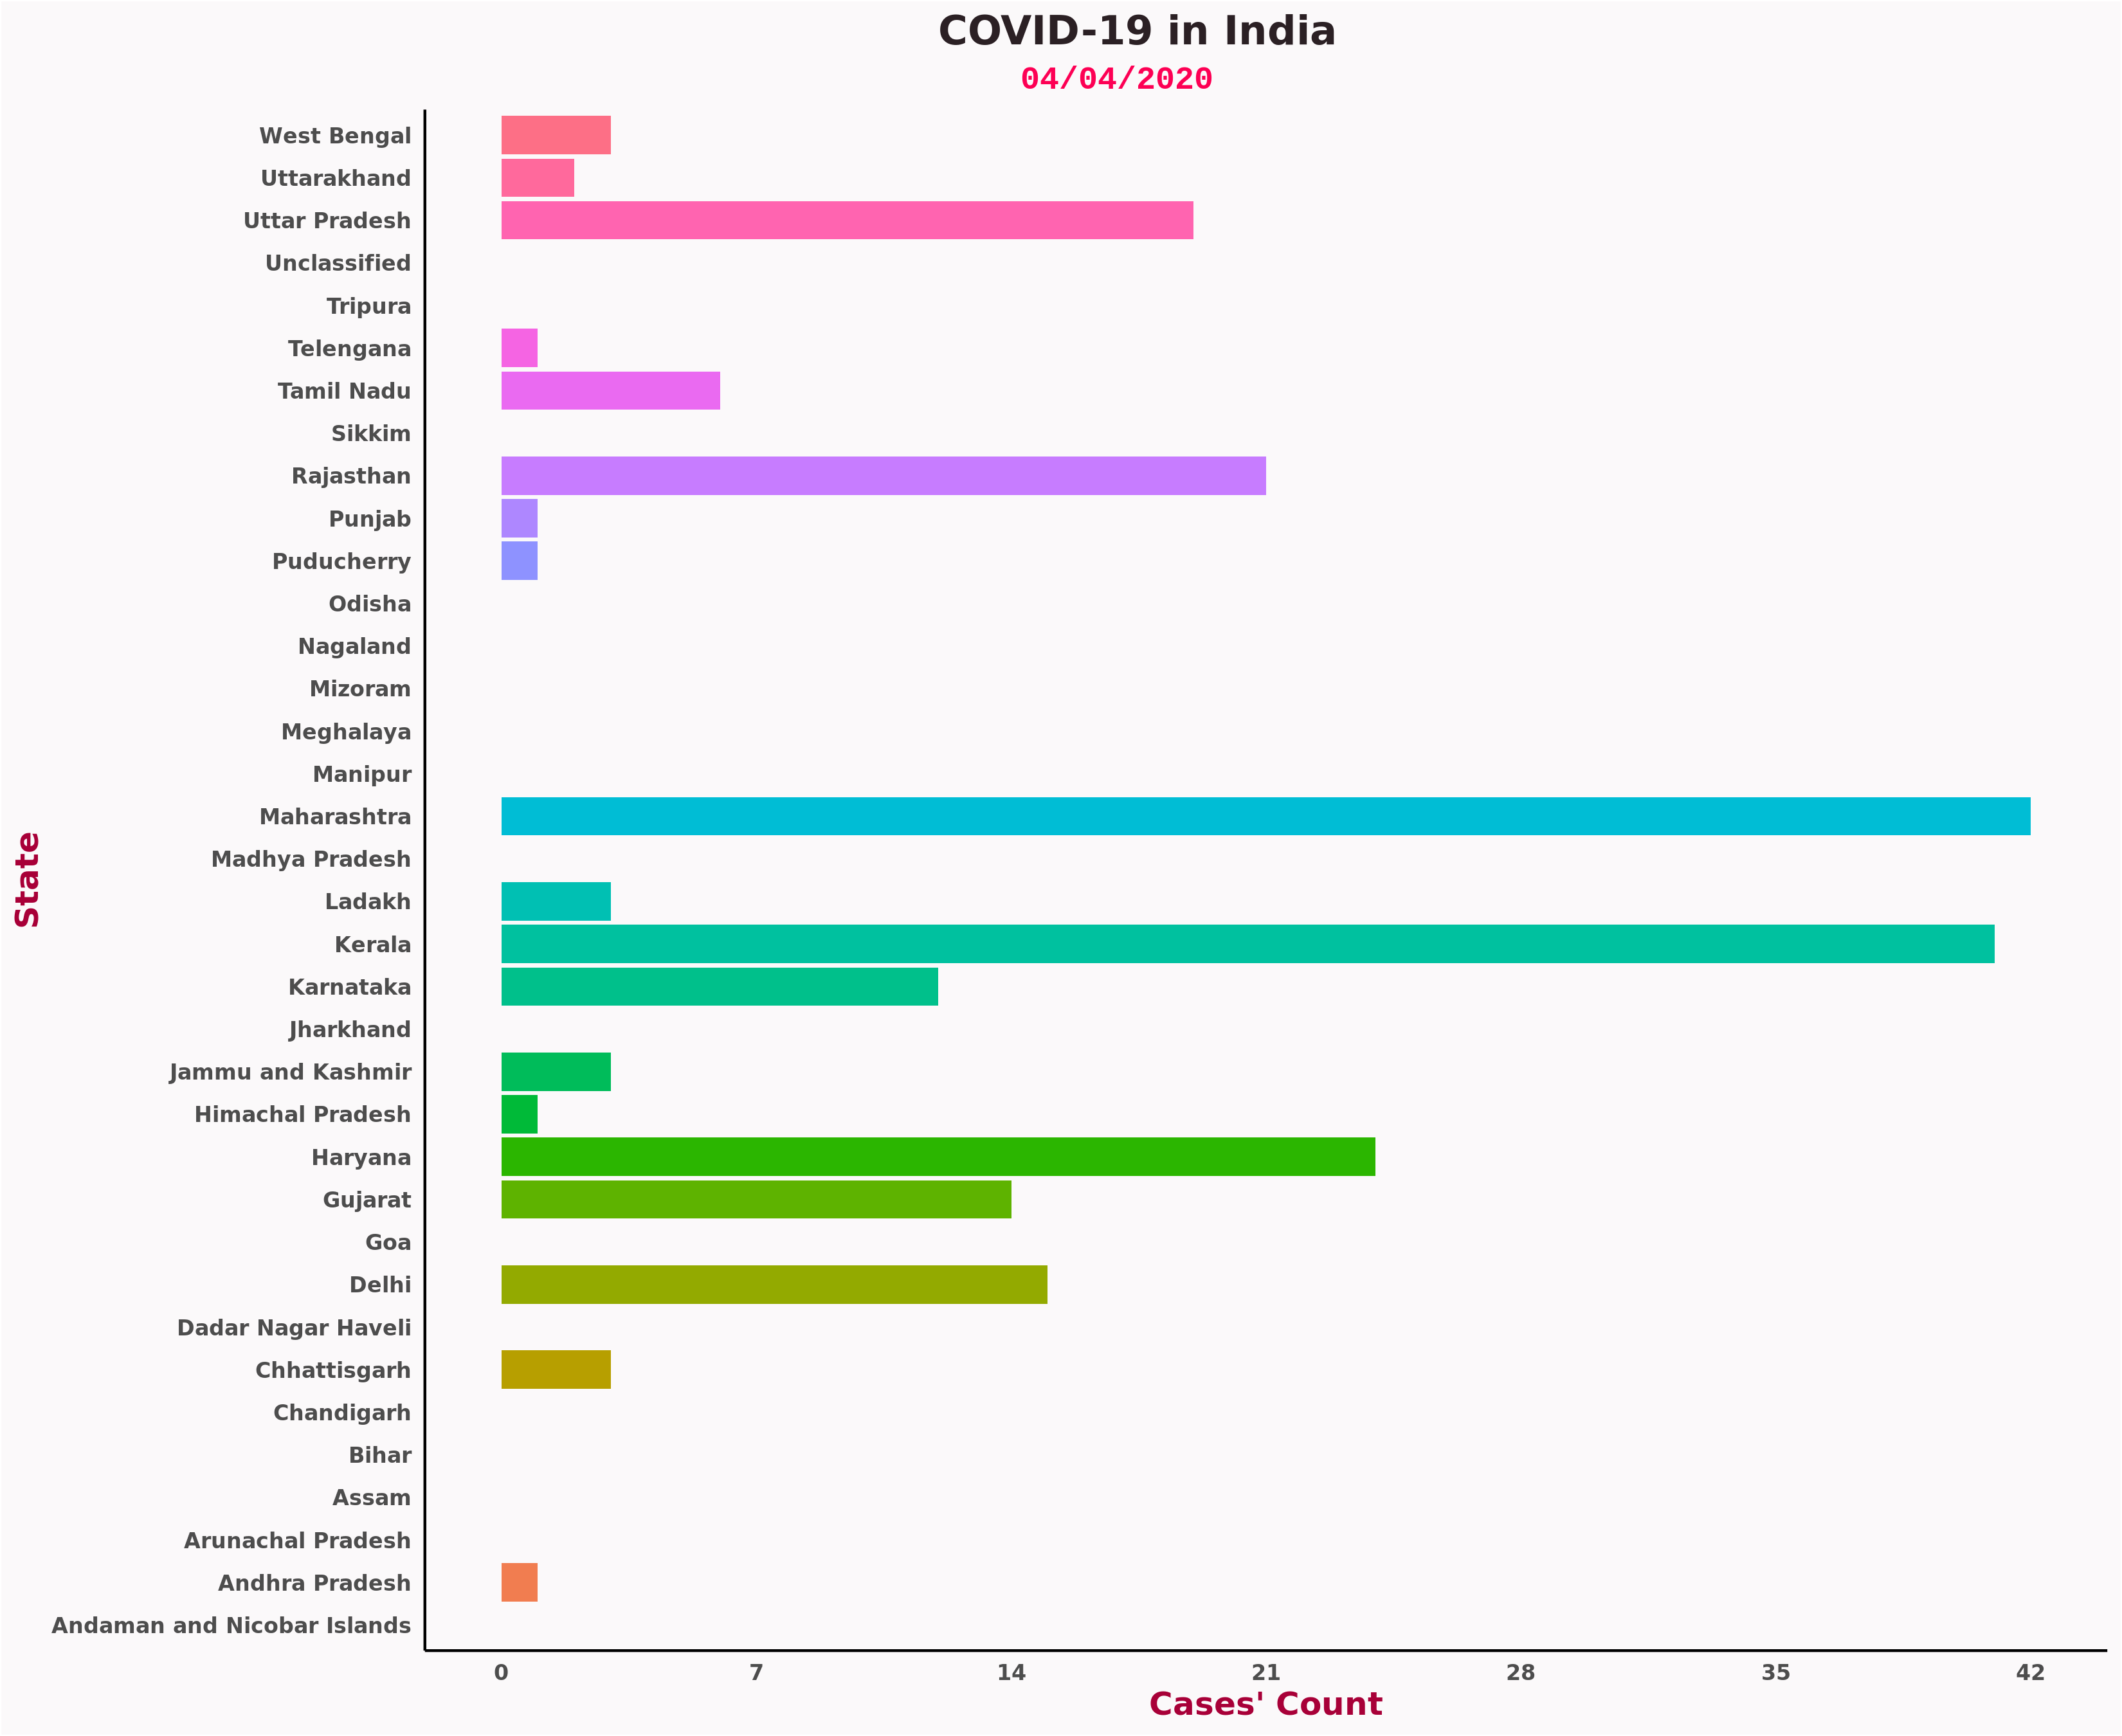 COVID-19 in India
04/04/2020
State
West Bengal
Uttarakhand
Uttar Pradesh
Unclassified
Tripura
Telengana
Tamil Nadu
Sikkim
Rajasthan
Punjab
Puducherry
Odisha
Nagaland
Mizoram
Meghalaya
Manipur
Maharashtra
Madhya Pradesh
Ladakh
Kerala
Karnataka
Jharkhand
Jammu and Kashmir
Himachal Pradesh
Haryana
Gujarat
Goa
Delhi
Dadar Nagar Haveli
Chhattisgarh
Chandigarh
Bihar
Assam
Arunachal Pradesh
Andhra Pradesh
Andaman and Nicobar Islands
0 7 14 21 28 35 42
Cases' Count